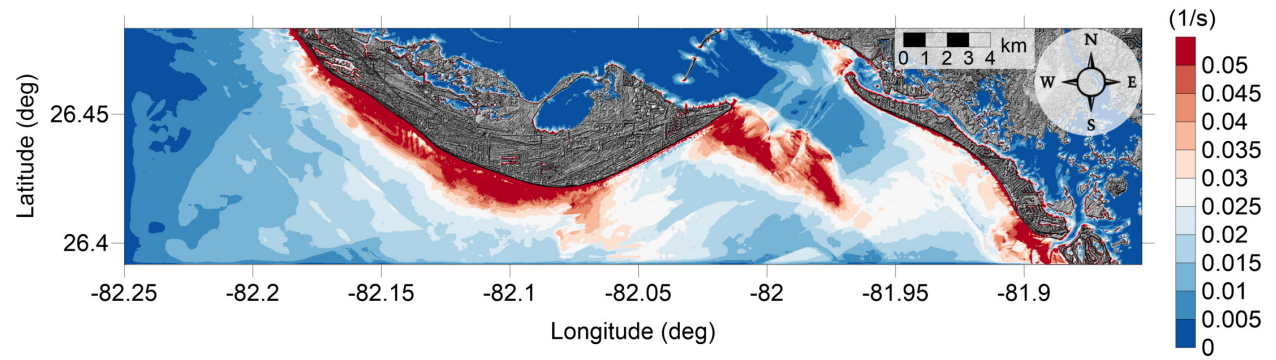 (1/s)
N
W E
S
0 1 2 3 4 km
0.05
0.045
0.04
0.035
0.03
0.025
0.02
0.015
0.01
0.005
0
Latitude (deg)
26.45
26.4
-82.25 -82.2 -82.15 -82.1 -82.05 -82 -81.95 -81.9
Longitude (deg)